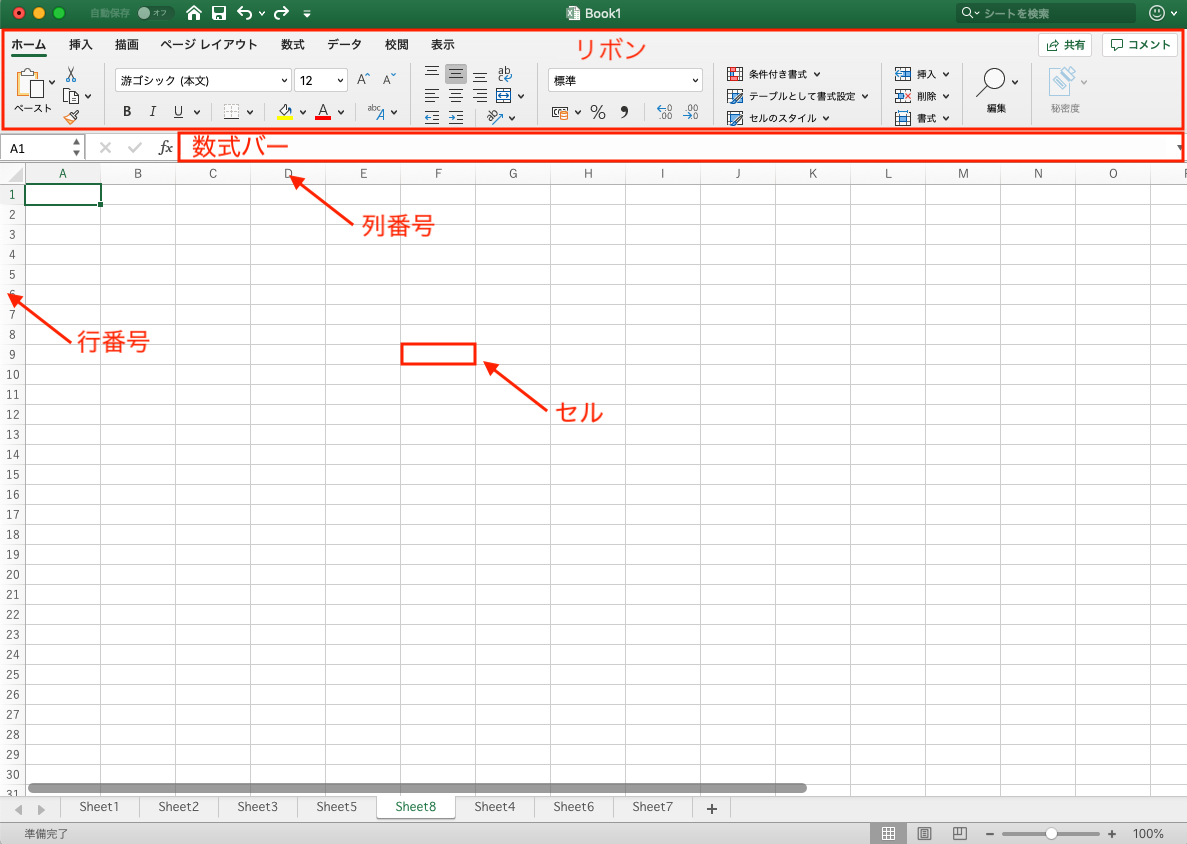 自動保存 オフ Book1 シートを検索
ホーム 挿入 描画 ページ レイアウト 数式 データ 校閲 表示 リボン 共有 コメント
ペースト
游ゴシック (本文) 12 A^ A˅
B I U A abc A
ab c
標準
% , .0 .00 .00 .0
条件付き書式
テーブルとして書式設定
セルのスタイル
挿入
削除
書式
編集
秘密度
A1 fx 数式バー
A B C D E F G H I J K L M N O
列番号
1
2
3
4
5
6
7
8
9
10
11
12
13
14
15
16
17
18
19
20
21
22
23
24
25
26
27
28
29
30
31
行番号
セル
Sheet1 Sheet2 Sheet3 Sheet5 Sheet8 Sheet4 Sheet6 Sheet7 +
準備完了 − + 100%